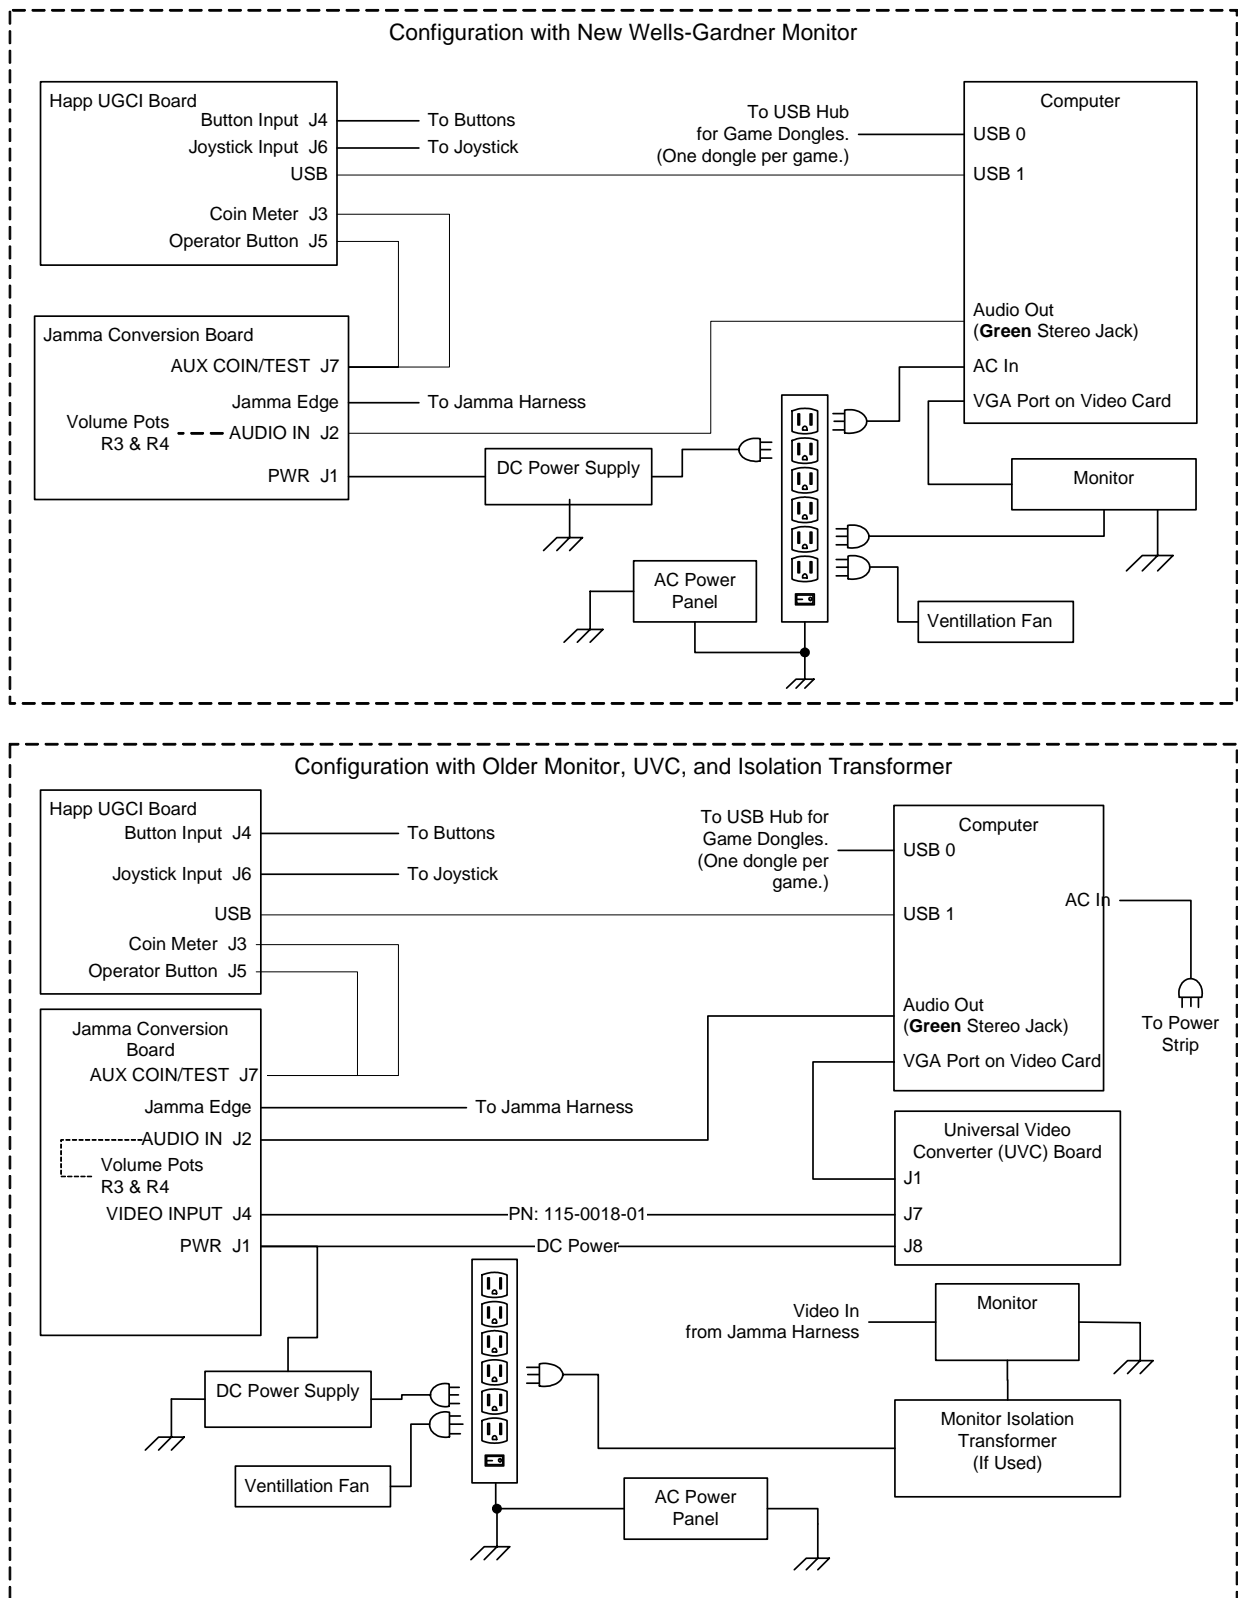 Configuration with New Wells-Gardner Monitor
Happ UGCI Board
Button Input J4
To Buttons
Joystick Input J6
To Joystick
USB
Coin Meter J3
Operator Button J5
To USB Hub
for Game Dongles.
(One dongle per game.)
Computer
USB 0
USB 1
Audio Out
(Green Stereo Jack)
AC In
VGA Port on Video Card
Jamma Conversion Board
AUX COIN/TEST J7
Jamma Edge
To Jamma Harness
Volume Pots
R3 & R4
AUDIO IN J2
PWR J1
DC Power Supply
Monitor
AC Power
Panel
Ventillation Fan
Configuration with Older Monitor, UVC, and Isolation Transformer
Happ UGCI Board
Button Input J4
To Buttons
Joystick Input J6
To Joystick
USB
Coin Meter J3
Operator Button J5
To USB Hub for
Game Dongles.
(One dongle per
game.)
Computer
USB 0
AC In
USB 1
Audio Out
(Green Stereo Jack)
VGA Port on Video Card
To Power
Strip
Jamma Conversion
Board
AUX COIN/TEST J7
Jamma Edge
To Jamma Harness
AUDIO IN J2
Volume Pots
R3 & R4
VIDEO INPUT J4
PN: 115-0018-01
PWR J1
DC Power
Universal Video
Converter (UVC) Board
J1
J7
J8
Video In
from Jamma Harness
Monitor
DC Power Supply
Monitor Isolation
Transformer
(If Used)
Ventillation Fan
AC Power
Panel